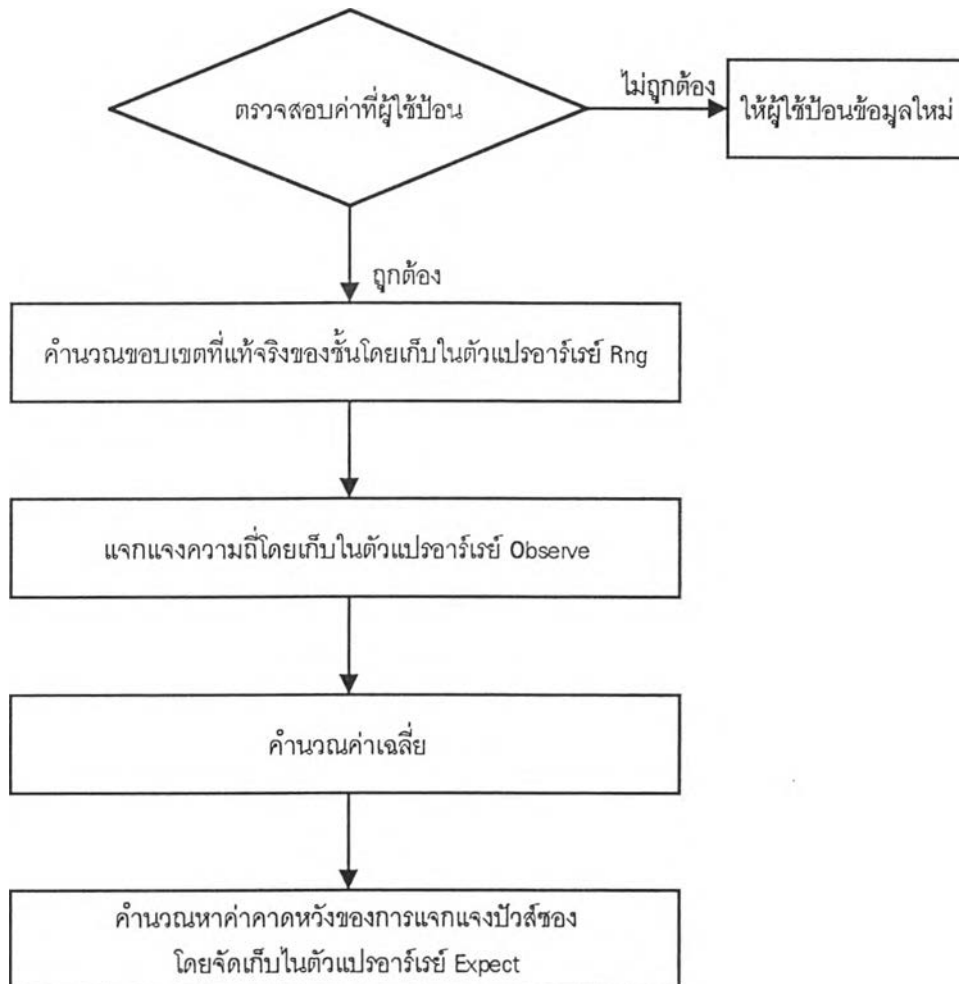 ตรวจสอบค่าที่ผู้ใช้ป้อน
ไม่ถูกต้อง
ให้ผู้ใช้ป้อนข้อมูลใหม่
ถูกต้อง
คำนวณขอบเขตที่แท้จริงของชั้นโดยเก็บในตัวแปรอาร์เรย์ Rng
แจกแจงความถี่โดยเก็บในตัวแปรอาร์เรย์ Observe
คำนวณค่าเฉลี่ย
คำนวณหาค่าคาดหวังของการแจกแจงปัวส์ซอง
โดยจัดเก็บในตัวแปรอาร์เรย์ Expect